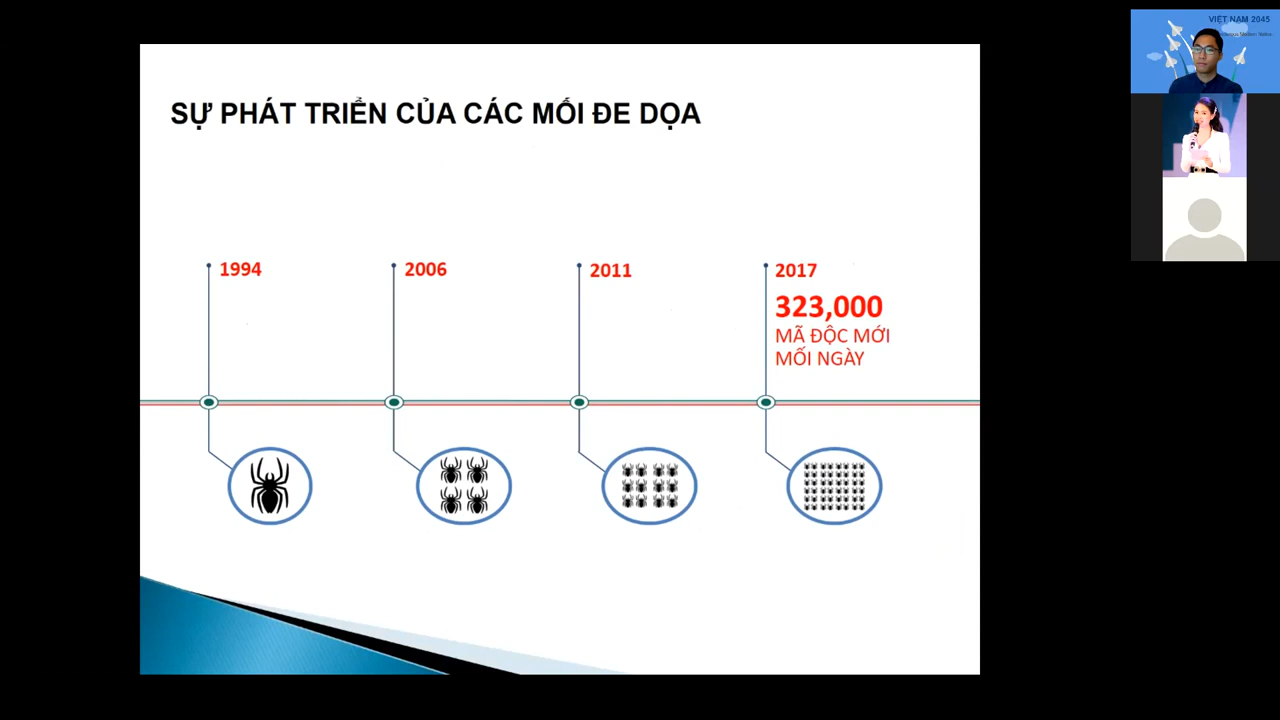 SỰ PHÁT TRIỂN CỦA CÁC MỐI ĐE DỌA
1994
2006
2011
2017
323,000
MÃ ĐỘC MỚI
MỐI NGÀY
VIỆT NAM 2045